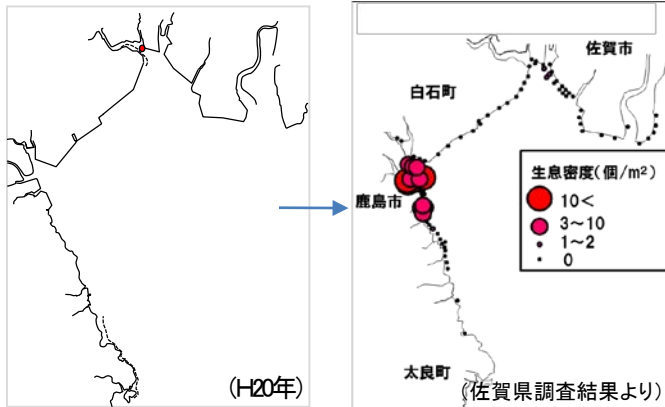 (H20年)
佐賀市
白石町
生息密度(個/m²)
10<
3~10
1~2
0
鹿島市
太良町
(佐賀県調査結果より)